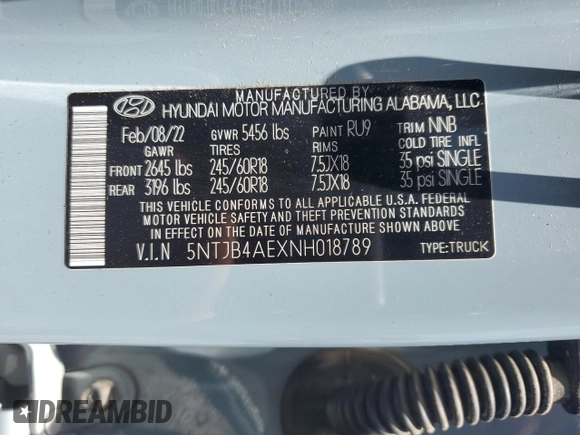 MANUFACTURED BY
HYUNDAI MOTOR MANUFACTURING ALABAMA, LLC
Feb/08/22 GVWR 5456 lbs PAINT RU9 TRIM NNB
GAWR TIRES RIMS COLD TIRE INFL
FRONT 2645 lbs 245/60R18 7.5JX18 35 psi SINGLE
REAR 3196 lbs 245/60R18 7.5JX18 35 psi SINGLE
THIS VEHICLE CONFORMS TO ALL APPLICABLE U.S.A. FEDERAL
MOTOR VEHICLE SAFETY AND THEFT PREVENTION STANDARDS
IN EFFECT ON THE DATE OF MANUFACTURE SHOWN ABOVE.
V.I.N 5NTJB4AEXNH018789 TYPE:TRUCK
DREAMBID